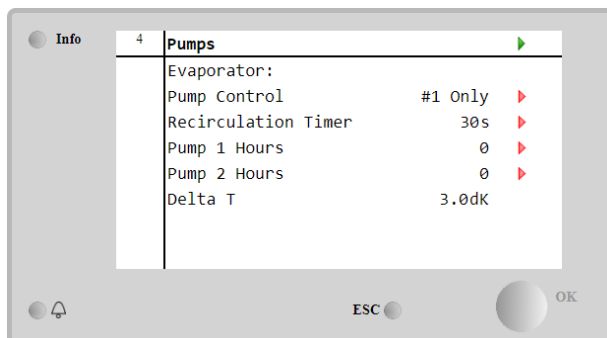 Info
4 Pumps
Evaporator:
Pump Control #1 Only
Recirculation Timer 30s
Pump 1 Hours 0
Pump 2 Hours 0
Delta T 3.0dK
ESC
OK